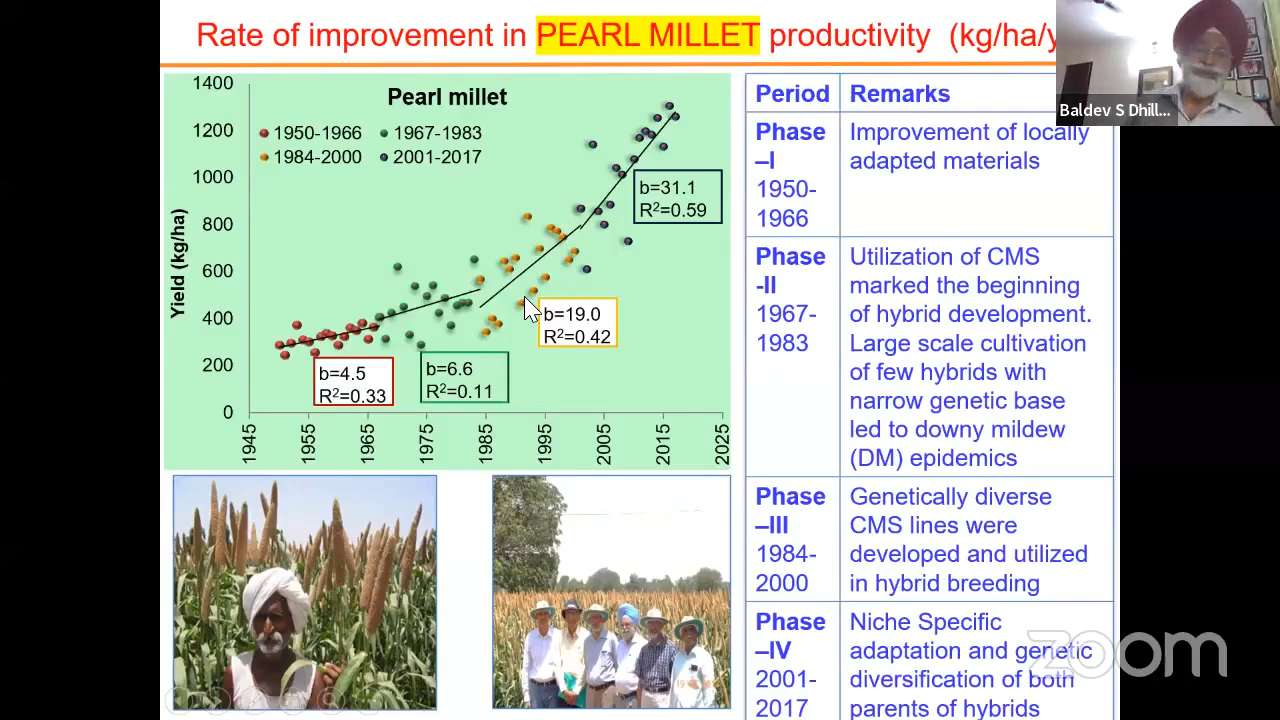 Rate of improvement in PEARL MILLET productivity (kg/ha/y
Baldev S Dhill...
Pearl millet
1950-1966
1967-1983
1984-2000
2001-2017
1400
1200
1000
800
600
400
200
0
Yield (kg/ha)
b=31.1
R²=0.59
b=19.0
R²=0.42
b=4.5
R²=0.33
b=6.6
R²=0.11
1945
1955
1965
1975
1985
1995
2005
2015
2025
Period
Remarks
Phase
–I
1950-
1966
Improvement of locally
adapted materials
Phase
-II
1967-
1983
Utilization of CMS
marked the beginning
of hybrid development.
Large scale cultivation
of few hybrids with
narrow genetic base
led to downy mildew
(DM) epidemics
Phase
–III
1984-
2000
Genetically diverse
CMS lines were
developed and utilized
in hybrid breeding
Phase
–IV
2001-
2017
Niche Specific
adaptation and genetic
diversification of both
parents of hybrids
zoom